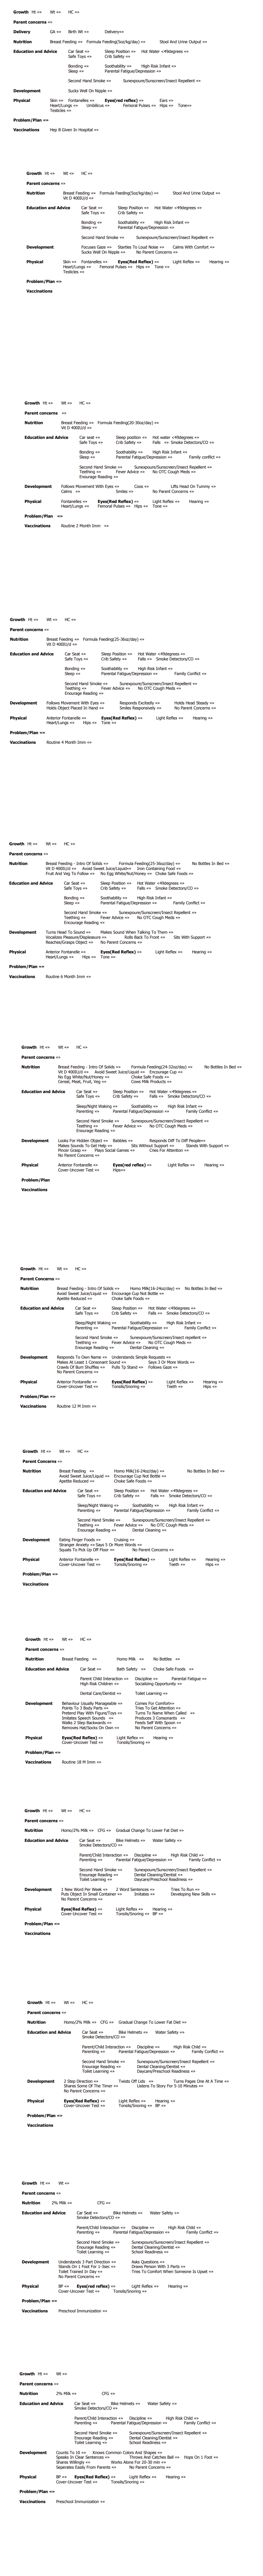 Growth Ht «» Wt «» HC «»
Parent concerns «»
Delivery GA «» Birth Wt «» Delivery«»
Nutrition Breast Feeding «» Formula Feeding(5oz/kg/day) «» Stool And Urine Output «»
Education and Advice Car Seat «» Sleep Position «» Hot Water <49degrees «»
Safe Toys «» Crib Safety «»
Bonding «» Soothability «» High Risk Infant «»
Sleep «» Parental Fatigue/Depression «»
Second Hand Smoke «» Sunexposure/Sunscreen/Insect Repellent «»
Development Sucks Well On Nipple «»
Physical Skin «» Fontanelles «» Eyes(red reflex) «» Ears «»
Heart/Lungs «» Umbilicus «» Femoral Pulses «» Hips «» Tone«»
Testicles «»
Problem/Plan «»
Vaccinations Hep B Given In Hospital «»
Growth Ht «» Wt «» HC «»
Parent concerns «»
Nutrition Breast Feeding «» Formula Feeding(5oz/kg/day) «» Stool And Urine Output «»
Vit D 400IU/d «»
Education and Advice Car Seat «» Sleep Position «» Hot Water <49degrees «»
Safe Toys «» Crib Safety «»
Bonding «» Soothability «» High Risk Infant «»
Sleep «» Parental Fatigue/Depression «»
Second Hand Smoke «» Sunexposure/Sunscreen/Insect Repellent «»
Development Focuses Gaze «» Startles To Loud Noise «» Calms With Comfort «»
Sucks Well On Nipple «» No Parent Concerns «»
Physical Skin «» Fontanelles «» Eyes(Red Reflex) «» Light Reflex «» Hearing «»
Heart/Lungs «» Femoral Pulses «» Hips «» Tone «»
Testicles «»
Problem/Plan «»
Vaccinations
Growth Ht «» Wt «» HC «»
Parent concerns «»
Nutrition Breast Feeding «» Formula Feeding(20-30oz/day) «»
Vit D 400IU/d «»
Education and Advice Car seat «» Sleep position «» Hot water <49degrees «»
Safe Toys «» Crib Safety «» Falls «» Smoke Detectors/CO «»
Bonding «» Soothability «» High Risk Infant «»
Sleep «» Parental Fatigue/Depression «» Family conflict «»
Second Hand Smoke «» Sunexposure/Sunscreen/Insect Repellent «»
Teething «» Fever Advice «» No OTC Cough Meds «»
Encourage Reading «»
Development Follows Movement With Eyes «» Coos «» Lifts Head On Tummy «»
Calms «» Smiles «» No Parent Concerns «»
Physical Fontanelles «» Eyes(Red Reflex) «» Light Reflex «» Hearing «»
Heart/Lungs «» Femoral Pulses «» Hips «» Tone «»
Problem/Plan «»
Vaccinations Routine 2 Month Imm «»
Growth Ht «» Wt «» HC «»
Parent concerns «»
Nutrition Breast Feeding «» Formula Feeding(25-36oz/day) «»
Vit D 400IU/d «»
Education and Advice Car Seat «» Sleep Position «» Hot Water <49degrees «»
Safe Toys «» Crib Safety «» Falls «» Smoke Detectors/CO «»
Bonding «» Soothability «» High Risk Infant «»
Sleep «» Parental Fatigue/Depression «» Family Conflict «»
Second Hand Smoke «» Sunexposure/Sunscreen/Insect Repellent «»
Teething «» Fever Advice «» No OTC Cough Meds «»
Encourage Reading «»
Development Follows Movement With Eyes «» Responds Excitedly «» Holds Head Steady «»
Holds Object Placed In Hand «» Smiles Responsively «» No Parent Concerns «»
Physical Anterior Fontanelle «» Eyes(Red Reflex) «» Light Reflex «» Hearing «»
Heart/Lungs «» Hips «» Tone «»
Problem/Plan «»
Vaccinations Routine 4 Month Imm «»
Growth Ht «» Wt «» HC «»
Parent concerns «»
Nutrition Breast Feeding - Intro Of Solids «» Formula Feeding(25-36oz/day) «» No Bottles In Bed «»
Vit D 400IU/d «» Avoid Sweet Juice/Liquid«» Iron Containing Food «»
Fruit And Veg To Follow «» No Egg White/Nut/Honey «» Choke Safe Foods «»
Education and Advice Car Seat «» Sleep Position «» Hot Water <49degrees «»
Safe Toys «» Crib Safety «» Falls «» Smoke Detectors/CO «»
Bonding «» Soothability «» High Risk Infant «»
Sleep «» Parental Fatigue/Depression «» Family Conflict «»
Second Hand Smoke «» Sunexposure/Sunscreen/Insect Repellent «»
Teething «» Fever Advice «» No OTC Cough Meds «»
Encourage Reading «»
Development Turns Head To Sound «» Makes Sound When Talking To Them «»
Vocalizes Pleasure/Displeasure «» Rolls Back To Front «» Sits With Support «»
Reaches/Grasps Object «» No Parent Concerns «»
Physical Anterior Fontanelle «» Eyes(Red Reflex) «» Light Reflex «» Hearing «»
Heart/Lungs «» Hips «» Tone «»
Problem/Plan «»
Vaccinations Routine 6 Month Imm «»
Growth Ht «» Wt «» HC «»
Parent concerns «»
Nutrition Breast Feeding - Intro Of Solids «» Formula Feeding(24-32oz/day) «» No Bottles In Bed «»
Vit D 400IU/d «» Avoid Sweet Juice/Liquid «» Encourage Cup «»
No Egg White/Nut/Honey «» Choke Safe Foods «»
Cereal, Meat, Fruit, Veg «» Cows Milk Products «»
Education and Advice Car Seat «» Sleep Position «» Hot Water <49degrees «»
Safe Toys «» Crib Safety «» Falls «» Smoke Detectors/CO «»
Sleep/Night Waking «» Soothability «» High Risk Infant «»
Parenting «» Parental Fatigue/Depression «» Family Conflict «»
Second Hand Smoke «» Sunexposure/Sunscreen/Insect Repellent «»
Teething «» Fever Advice «» No OTC Cough Meds «»
Encourage Reading «»
Development Looks For Hidden Object «» Babbles «» Responds Diff To Diff People«»
Makes Sounds To Get Help «» Sits Without Support «» Stands With Support «»
Pincer Grasp «» Plays Social Games «» Cries For Attention «»
No Parent Concerns «»
Physical Anterior Fontanelle «» Eyes(red reflex) «» Light Reflex «» Hearing «»
Cover-Uncover Test «» Hips«»
Problem/Plan
Vaccinations
Growth Ht «» Wt «» HC «»
Parent Concerns «»
Nutrition Breast Feeding - Intro Of Solids «» Homo Milk(16-24oz/day) «» No Bottles In Bed «»
Avoid Sweet Juice/Liquid «» Encourage Cup Not Bottle «»
Apetite Reduced «» Choke Safe Foods «»
Education and Advice Car Seat «» Sleep Position «» Hot Water <49degrees «»
Safe Toys «» Crib Safety «» Falls «» Smoke Detectors/CO «»
Sleep/Night Waking «» Soothability «» High Risk Infant «»
Parenting «» Parental Fatigue/Depression «» Family Conflict «»
Second Hand Smoke «» Sunexposure/Sunscreen/Insect repellent «»
Teething «» Fever Advice «» No OTC Cough Meds «»
Encourage Reading «» Dental Cleaning «»
Development Responds To Own Name «» Understands Simple Requests «»
Makes At Least 1 Consonant Sound «» Says 3 Or More Words «»
Crawls Of Bum Shuffles «» Pulls To Stand «» Follows Gaze «»
No Parent Concerns «»
Physical Anterior Fontanelle «» Eyes(Red Reflex) «» Light Reflex «» Hearing «»
Cover-Uncover Test «» Tonsils/Snoring «» Teeth «» Hips «»
Problem/Plan «»
Vaccinations Routine 12 M Imm «»
Growth Ht «» Wt «» HC «»
Parent Concerns «»
Nutrition Breast Feeding «» Homo Milk(16-24oz/day) «» No Bottles In Bed «»
Avoid Sweet Juice/Liquid «» Encourage Cup Not Bottle «»
Apetite Reduced «» Choke Safe Foods «»
Education and Advice Car Seat «» Sleep Position «» Hot Water <49degrees «»
Safe Toys «» Crib Safety «» Falls «» Smoke Detectors/CO «»
Sleep/Night Waking «» Soothability «» High Risk Infant «»
Parenting «» Parental Fatigue/Depression «» Family Conflict «»
Second Hand Smoke «» Sunexposure/Sunscreen/Insect Repellent «»
Teething «» Fever Advice «» No OTC Cough Meds «»
Encourage Reading «» Dental Cleaning «»
Development Eating Finger Foods «» Cruising «»
Stranger Anxiety «» Says 5 Or More Words «»
Squats To Pick Up Off Floor «» No Parent Concerns «»
Physical Anterior Fontanelle «» Eyes(Red Reflex) «» Light Reflex «» Hearing «»
Cover-Uncover Test «» Tonsils/Snoring «» Teeth «» Hips «»
Problem/Plan «»
Vaccinations
Growth Ht «» Wt «» HC «»
Parent concerns «»
Nutrition Breast Feeding «» Homo Milk «» No Bottles «»
Education and Advice Car Seat «» Bath Safety «» Choke Safe Foods «»
Parent Child Interaction «» Discipline «» Parental Fatigue «»
High Risk Children «» Socializing Opportunity «»
Dental Care/Dentist «» Toilet Learning «»
Development Behaviour Usually Manageable «» Comes For Comfort«»
Points To 3 Body Parts «» Tries To Get Attention «»
Pretend Play With Figure/Toys «» Turns To Name When Called «»
Imitates Speech Sounds «» Produces 3 Consonants «»
Walks 2 Step Backwards «» Feeds Self With Spoon «»
Removes Hat/Socks On Own «» No Parent Concerns «»
Physical Eyes(Red Reflex) «» Light Reflex «» Hearing «»
Cover-Uncover Test «» Tonsils/Snoring «»
Problem/Plan «»
Vaccinations Routine 18 M Imm «»
Growth Ht «» Wt «» HC «»
Parent concerns «»
Nutrition Homo/2% Milk «» CFG «» Gradual Change To Lower Fat Diet «»
Education and Advice Car Seat «» Bike Helmets «» Water Safety «»
Smoke Detectors/CO «»
Parent/Child Interaction «» Discipline «» High Risk Child «»
Parenting «» Parental Fatigue/Depression «» Family Conflict «»
Second Hand Smoke «» Sunexposure/Sunscreen/Insect Repellent «»
Encourage Reading «» Dental Cleaning/Dentist «»
Toilet Learning «» Daycare/Preschool Readiness «»
Development 1 New Word Per Week «» 2 Word Sentences «» Tries To Run «»
Puts Object In Small Container «» Imitates «» Developing New Skills «»
No Parent Concerns «»
Physical Eyes(Red Reflex) «» Light Reflex «» Hearing «»
Cover-Uncover Test «» Tonsils/Snoring «» BP «»
Problem/Plan «»
Vaccinations
Growth Ht «» Wt «» HC «»
Parent concerns «»
Nutrition Homo/2% Milk «» CFG «» Gradual Change To Lower Fat Diet «»
Education and Advice Car Seat «» Bike Helmets «» Water Safety «»
Smoke Detectors/CO «»
Parent/Child Interaction «» Discipline «» High Risk Child «»
Parenting «» Parental Fatigue/Depression «» Family Conflict «»
Second Hand Smoke «» Sunexposure/Sunscreen/Insect Repellent «»
Encourage Reading «» Dental Cleaning/Dentist «»
Toilet Learning «» Daycare/Preschool Readiness «»
Development 2 Step Direction «» Twists Off Lids «» Turns Pages One At A Time «»
Shares Some Of The Timer «» Listens To Story For 5-10 Minutes «»
No Parent Concerns «»
Physical Eyes(Red Reflex) «» Light Reflex «» Hearing «»
Cover-Uncover Test «» Tonsils/Snoring «» BP «»
Problem/Plan «»
Vaccinations
Growth Ht «» Wt «»
Parent concerns «»
Nutrition 2% Milk «» CFG «»
Education and Advice Car Seat «» Bike Helmets «» Water Safety «»
Smoke Detectors/CO «»
Parent/Child Interaction «» Discipline «» High Risk Child «»
Parenting «» Parental Fatigue/Depression «» Family Conflict «»
Second Hand Smoke «» Sunexposure/Sunscreen/Insect Repellent «»
Encourage Reading «» Dental Cleaning/Dentist «»
Toilet Learning «» School Readiness «»
Development Understands 3 Part Direction «» Asks Questions «»
Stands On 1 Foot For 1-3sec «» Draws Person With 3 Parts «»
Toilet Trained In Day «» Tries To Comfort When Someone Is Upset «»
No Parent Concerns «»
Physical BP «» Eyes(red reflex) «» Light Reflex «» Hearing «»
Cover-Uncover Test «» Tonsils/Snoring «»
Problem/Plan «»
Vaccinations Preschool Immunization «»
Growth Ht «» Wt «»
Parent concerns «»
Nutrition 2% Milk «» CFG «»
Education and Advice Car Seat «» Bike Helmets «» Water Safety «»
Smoke Detectors/CO «»
Parent/Child Interaction «» Discipline «» High Risk Child «»
Parenting «» Parental Fatigue/Depression «» Family Conflict «»
Second Hand Smoke «» Sunexposure/Sunscreen/Insect Repellent «»
Encourage Reading «» Dental Cleaning/Dentist «»
Toilet Learning «» School Readiness «»
Development Counts To 10 «» Knows Common Colors And Shapes «»
Speaks In Clear Sentences «» Throws And Catches Ball «» Hops On 1 Foot «»
Shares Willingly «» Works Alone For 20-30 min «»
Seperates Easily From Parents «» No Parent Concerns «»
Physical BP «» Eyes(Red Reflex) «» Light Reflex «» Hearing «»
Cover-Uncover Test «» Tonsils/Snoring «»
Problem/Plan «»
Vaccinations Preschool Immunization «»